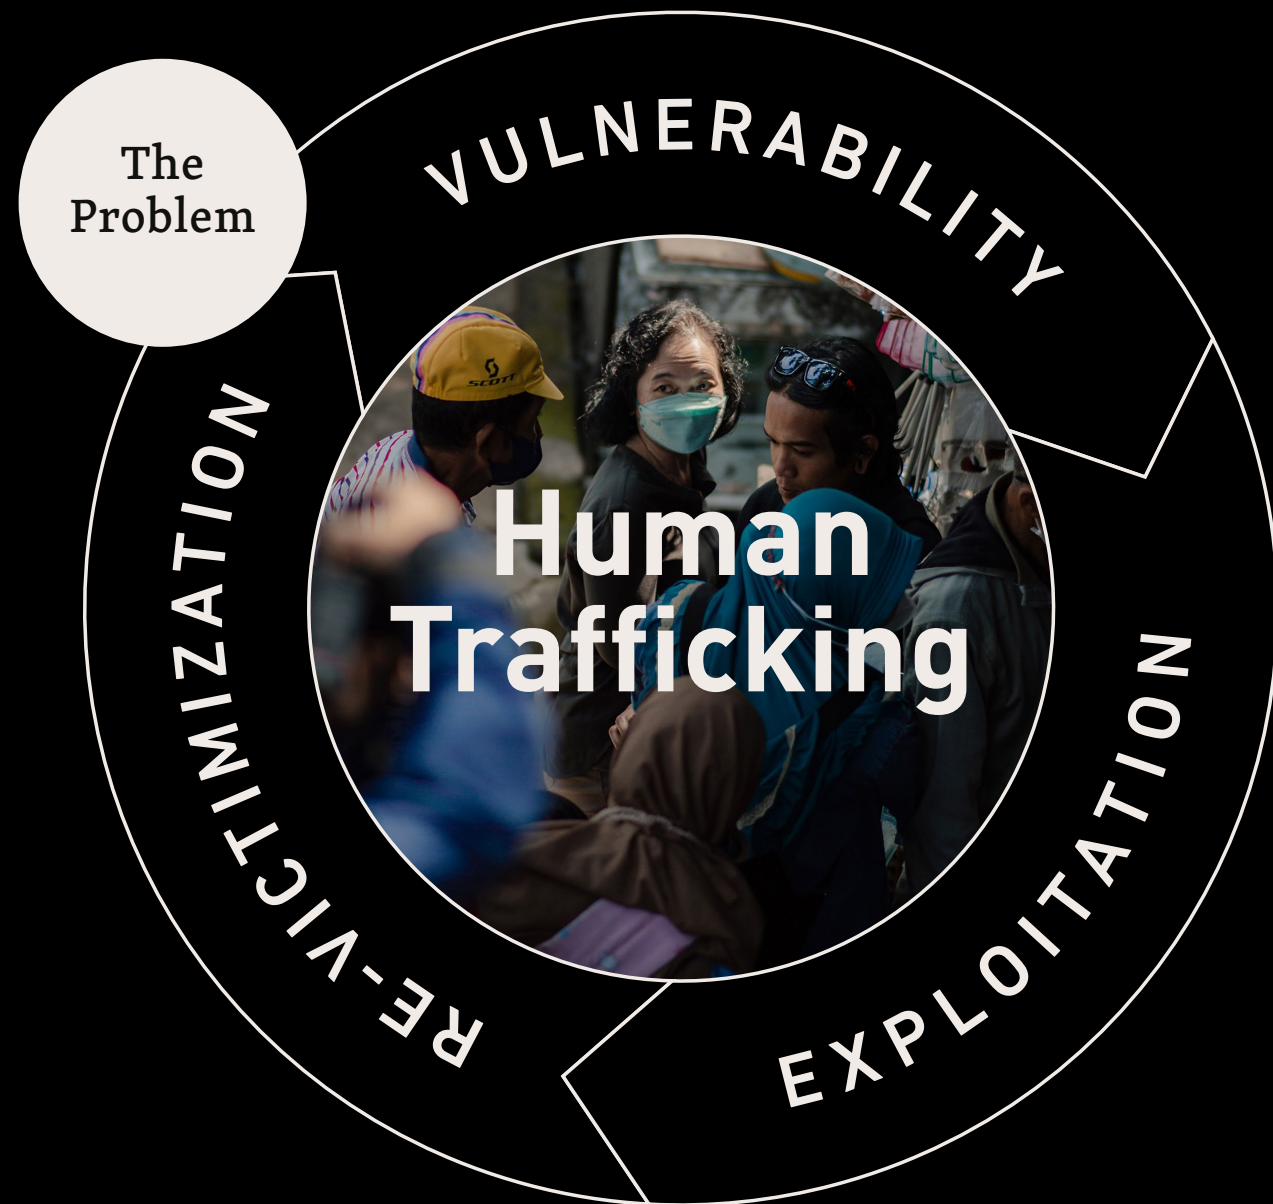 The
Problem
VULNERABILITY
SCOTT
Human
Trafficking
EXPLOITATION
RE-VICTIMIZATION